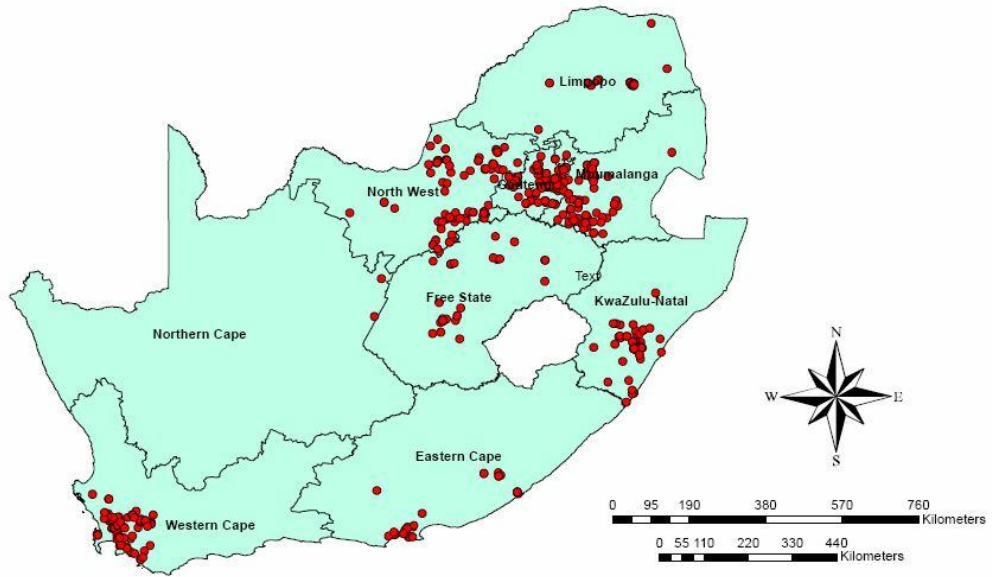 Limpopo
Mpumalanga
Gauteng
North West
Text
KwaZulu-Natal
Free State
Northern Cape
N
W E
S
Eastern Cape
Western Cape
0 95 190 380 570 760
Kilometers
0 55 110 220 330 440
Kilometers